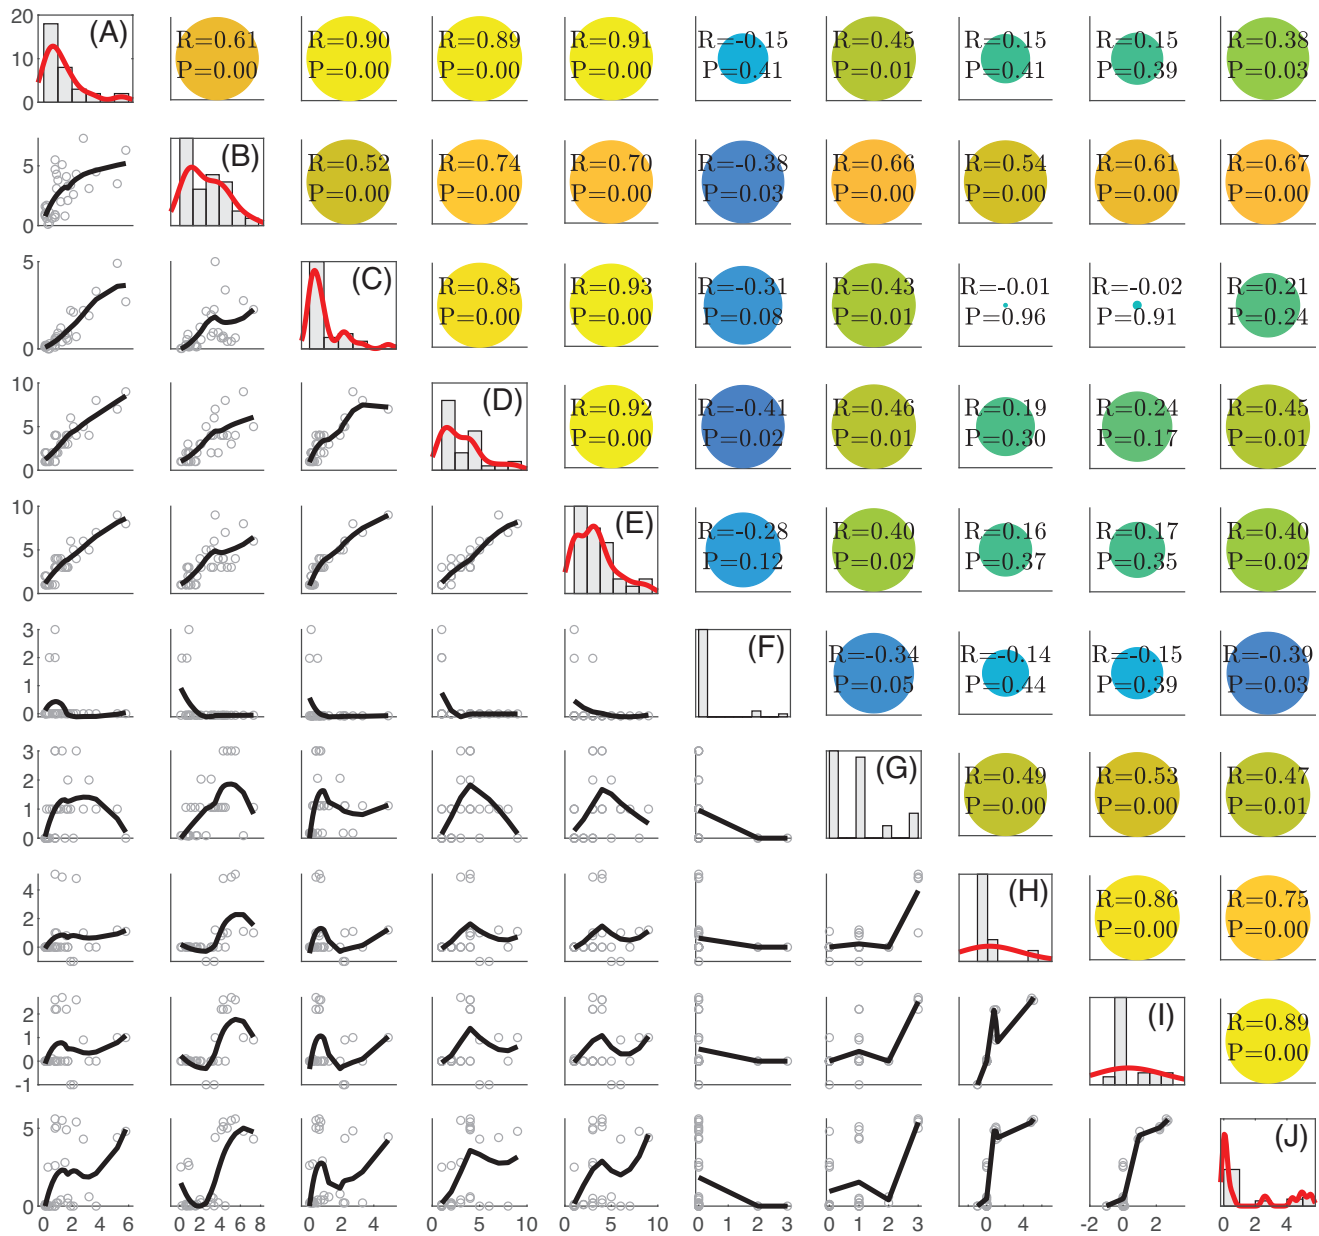 20 (A) R=0.61 R=0.90 R=0.89 R=0.91 R=-0.15 R=0.45 R=0.15 R=0.15 R=0.38
10 P=0.00 P=0.00 P=0.00 P=0.00 P=0.41 P=0.01 P=0.41 P=0.39 P=0.03
0
5 (B) R=0.52 R=0.74 R=0.70 R=-0.38 R=0.66 R=0.54 R=0.61 R=0.67
P=0.00 P=0.00 P=0.00 P=0.03 P=0.00 P=0.00 P=0.00 P=0.00
0
5 (C) R=0.85 R=0.93 R=-0.31 R=0.43 R=-0.01 R=-0.02 R=0.21
P=0.00 P=0.00 P=0.08 P=0.01 P=0.96 P=0.91 P=0.24
0
10 (D) R=0.92 R=-0.41 R=0.46 R=0.19 R=0.24 R=0.45
5 P=0.00 P=0.02 P=0.01 P=0.30 P=0.17 P=0.01
0
10 (E) R=-0.28 R=0.40 R=0.16 R=0.17 R=0.40
5 P=0.12 P=0.02 P=0.37 P=0.35 P=0.02
0
3 (F) R=-0.34 R=-0.14 R=-0.15 R=-0.39
2 P=0.05 P=0.44 P=0.39 P=0.03
1
0
3 (G) R=0.49 R=0.53 R=0.47
2 P=0.00 P=0.00 P=0.01
1
0
4 (H) R=0.86 R=0.75
2 P=0.00 P=0.00
0
2 (I) R=0.89
1 P=0.00
0
-1
5 (J)
0
0 2 4 6 0 2 4 6 8 0 2 4 0 5 10 0 5 10 0 1 2 3 0 1 2 3 0 4 -2 0 2 0 2 4